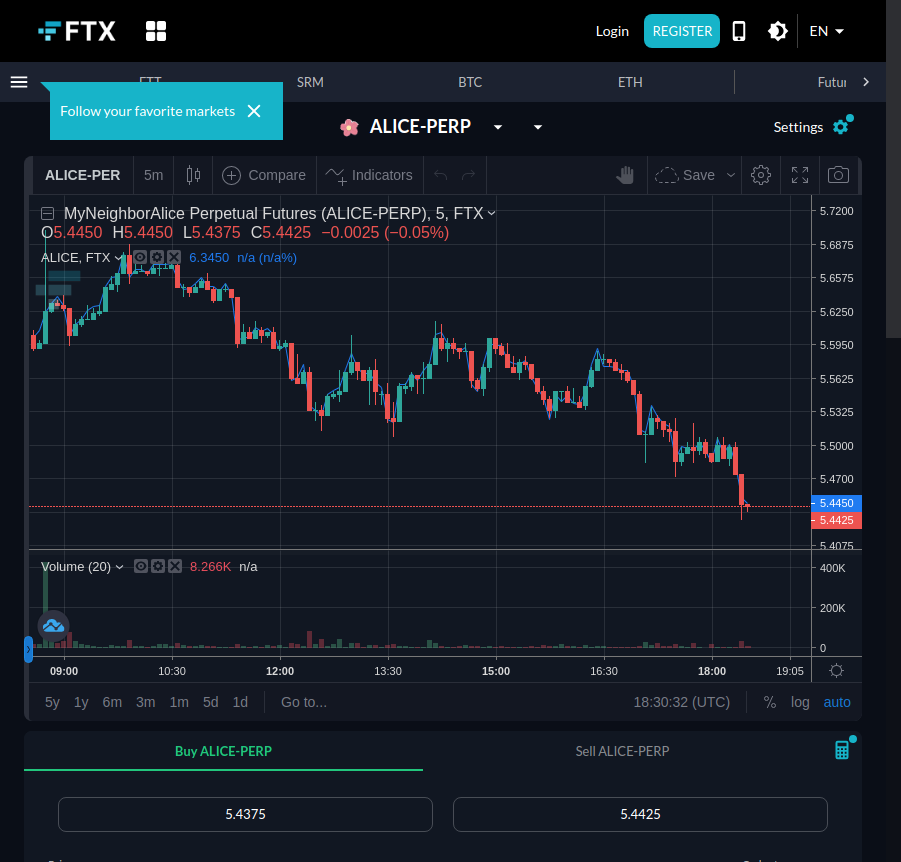 FTX
Login REGISTER EN
FTT SRM BTC ETH Futur
Follow your favorite markets
ALICE-PERP
Settings
ALICE-PER 5m Compare Indicators Save
MyNeighborAlice Perpetual Futures (ALICE-PERP), 5, FTX
O5.4450 H5.4450 L5.4375 C5.4425 −0.0025 (−0.05%)
ALICE, FTX 6.3450 n/a (n/a%)
5.7200
5.6875
5.6575
5.6250
5.5950
5.5625
5.5325
5.5000
5.4700
5.4450
5.4425
5.4075
Volume (20) 8.266K n/a
400K
200K
0
09:00 10:30 12:00 13:30 15:00 16:30 18:00 19:05
5y 1y 6m 3m 1m 5d 1d Go to... 18:30:32 (UTC) % log auto
Buy ALICE-PERP Sell ALICE-PERP
5.4375 5.4425